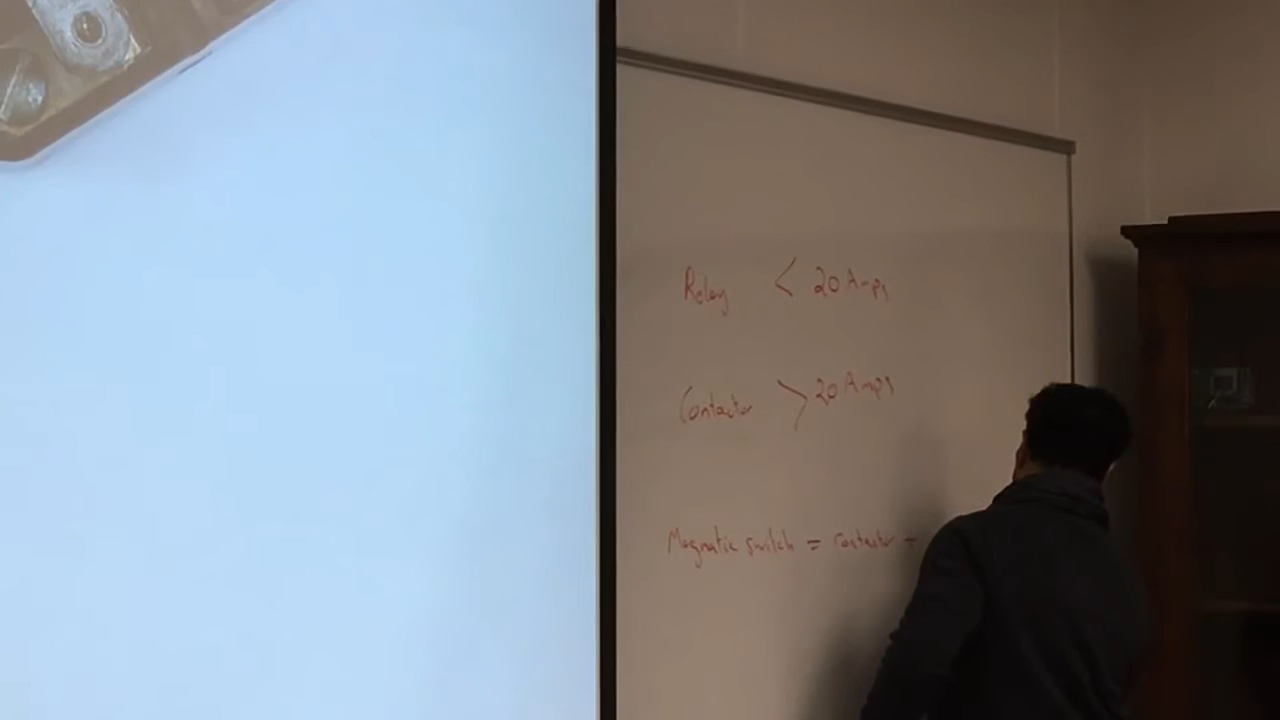 Relay < 20 Amps
Contactor > 20 Amps
Magnetic switch = contactor +